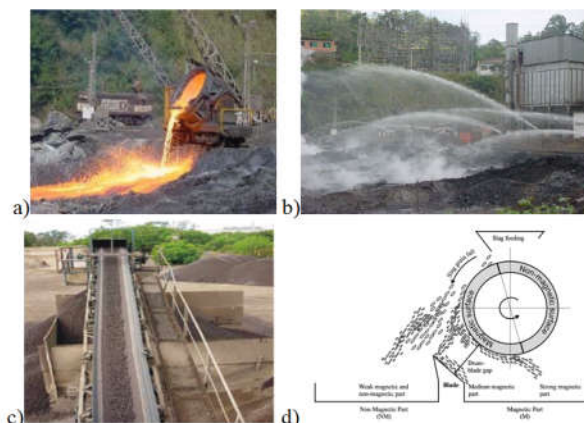 a)
b)
c)
d)
Slag feeding
Slag grain fall
Non-magnetic surface
Magnetic surface
Drum-
blade gap
Blade
Weak magnetic and
non-magnetic part
Medium-magnetic
part
Strong magnetic
part
Non-Magnetic Part
(NM)
Magnetic Part
(M)